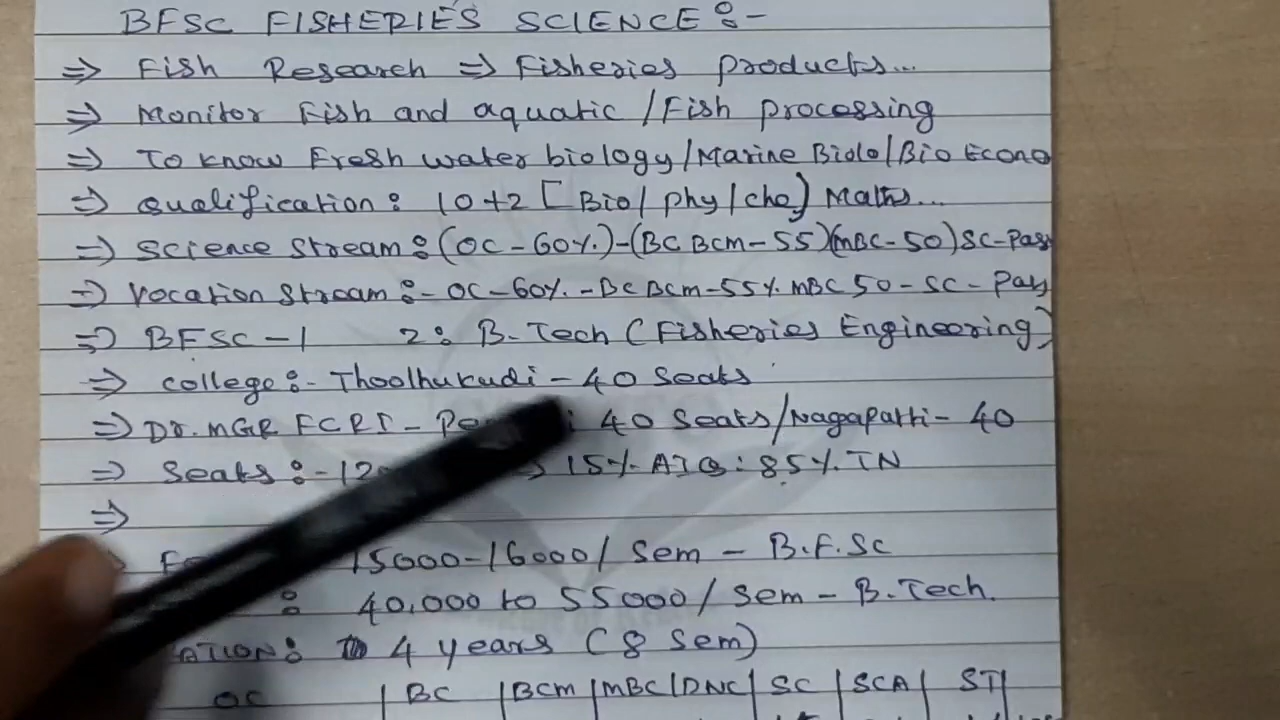 BFSC FISHERIES SCIENCE :-
⇒ Fish Research ⇒ Fisheries products...
⇒ Monitor Fish and aquatic / Fish processing
⇒ To know Fresh water biology/Marine Biolo/Bio Econo
⇒ Qualification : 10+2 [Bio/phy/che] Maths...
⇒ Science Stream : (OC-60%)-(BC BCM-55)(MBC-50) SC-Pass
⇒ Vocation Stream :- OC-60%-BC BCM-55% MBC 50-SC-Pass
⇒ BFSC-1 2: B.Tech (Fisheries Engineering)
⇒ College :- Thoolhukudi - 40 Seats
⇒ Dr. MGR FCRI - : 40 Seats/Nagapatti- 40
⇒ Seats :- 15% AIQ : 85% TN
⇒
15000-16000/ Sem - B.F.Sc
: 40,000 to 55000/ Sem - B.Tech.
ATION : 4 years (8 Sem)
OC | BC | BCM | MBC/DNC | SC | SCA | ST |